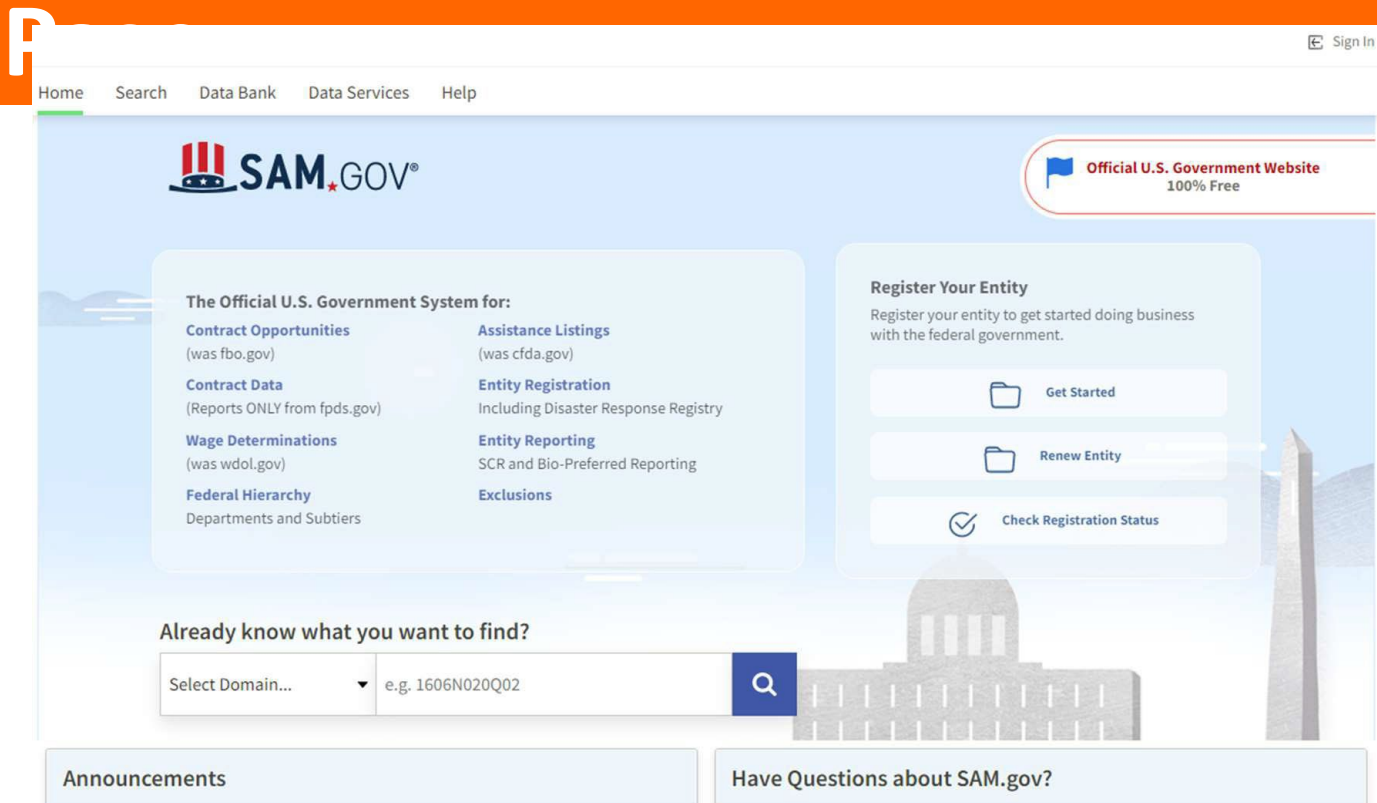 Sign In
Home Search Data Bank Data Services Help
SAM.GOV®
Official U.S. Government Website
100% Free
The Official U.S. Government System for:
Contract Opportunities
(was fbo.gov)
Contract Data
(Reports ONLY from fpds.gov)
Wage Determinations
(was wdol.gov)
Federal Hierarchy
Departments and Subtiers
Assistance Listings
(was cfda.gov)
Entity Registration
Including Disaster Response Registry
Entity Reporting
SCR and Bio-Preferred Reporting
Exclusions
Register Your Entity
Register your entity to get started doing business
with the federal government.
Get Started
Renew Entity
Check Registration Status
Already know what you want to find?
Select Domain... e.g. 1606N020Q02
Announcements
Have Questions about SAM.gov?